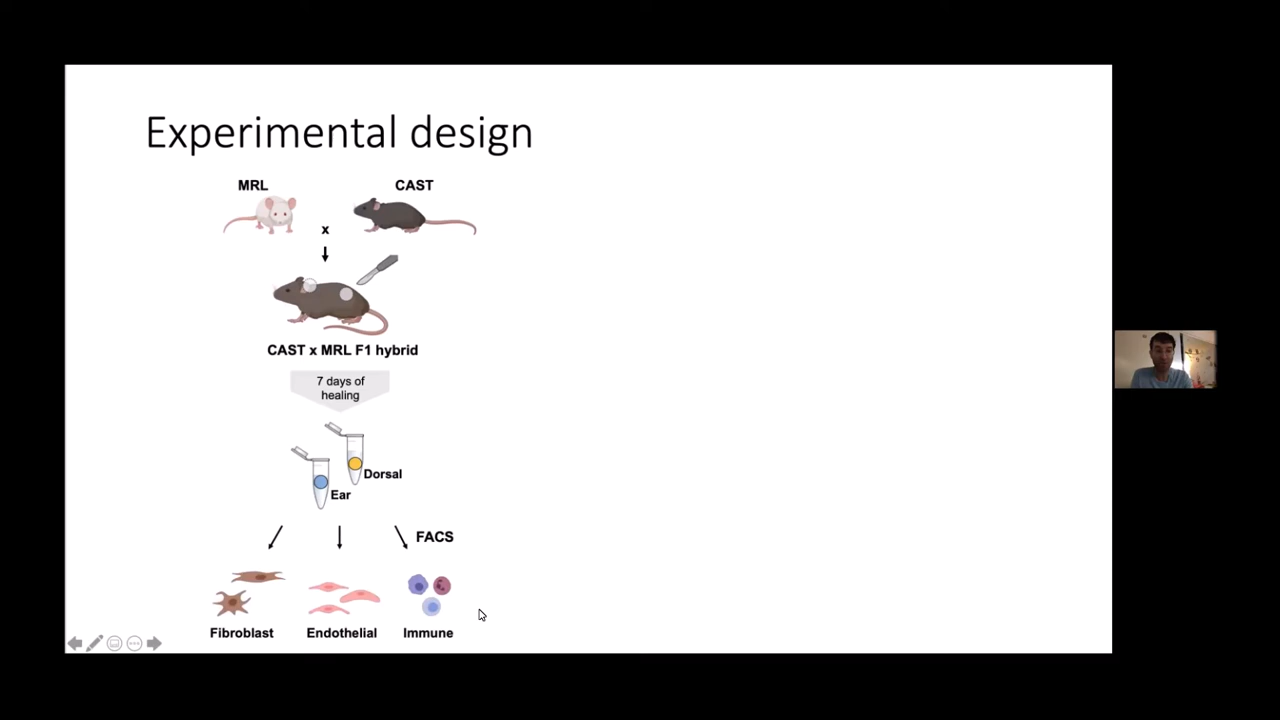 Experimental design
MRL
CAST
x
CAST x MRL F1 hybrid
7 days of
healing
Dorsal
Ear
FACS
Fibroblast
Endothelial
Immune